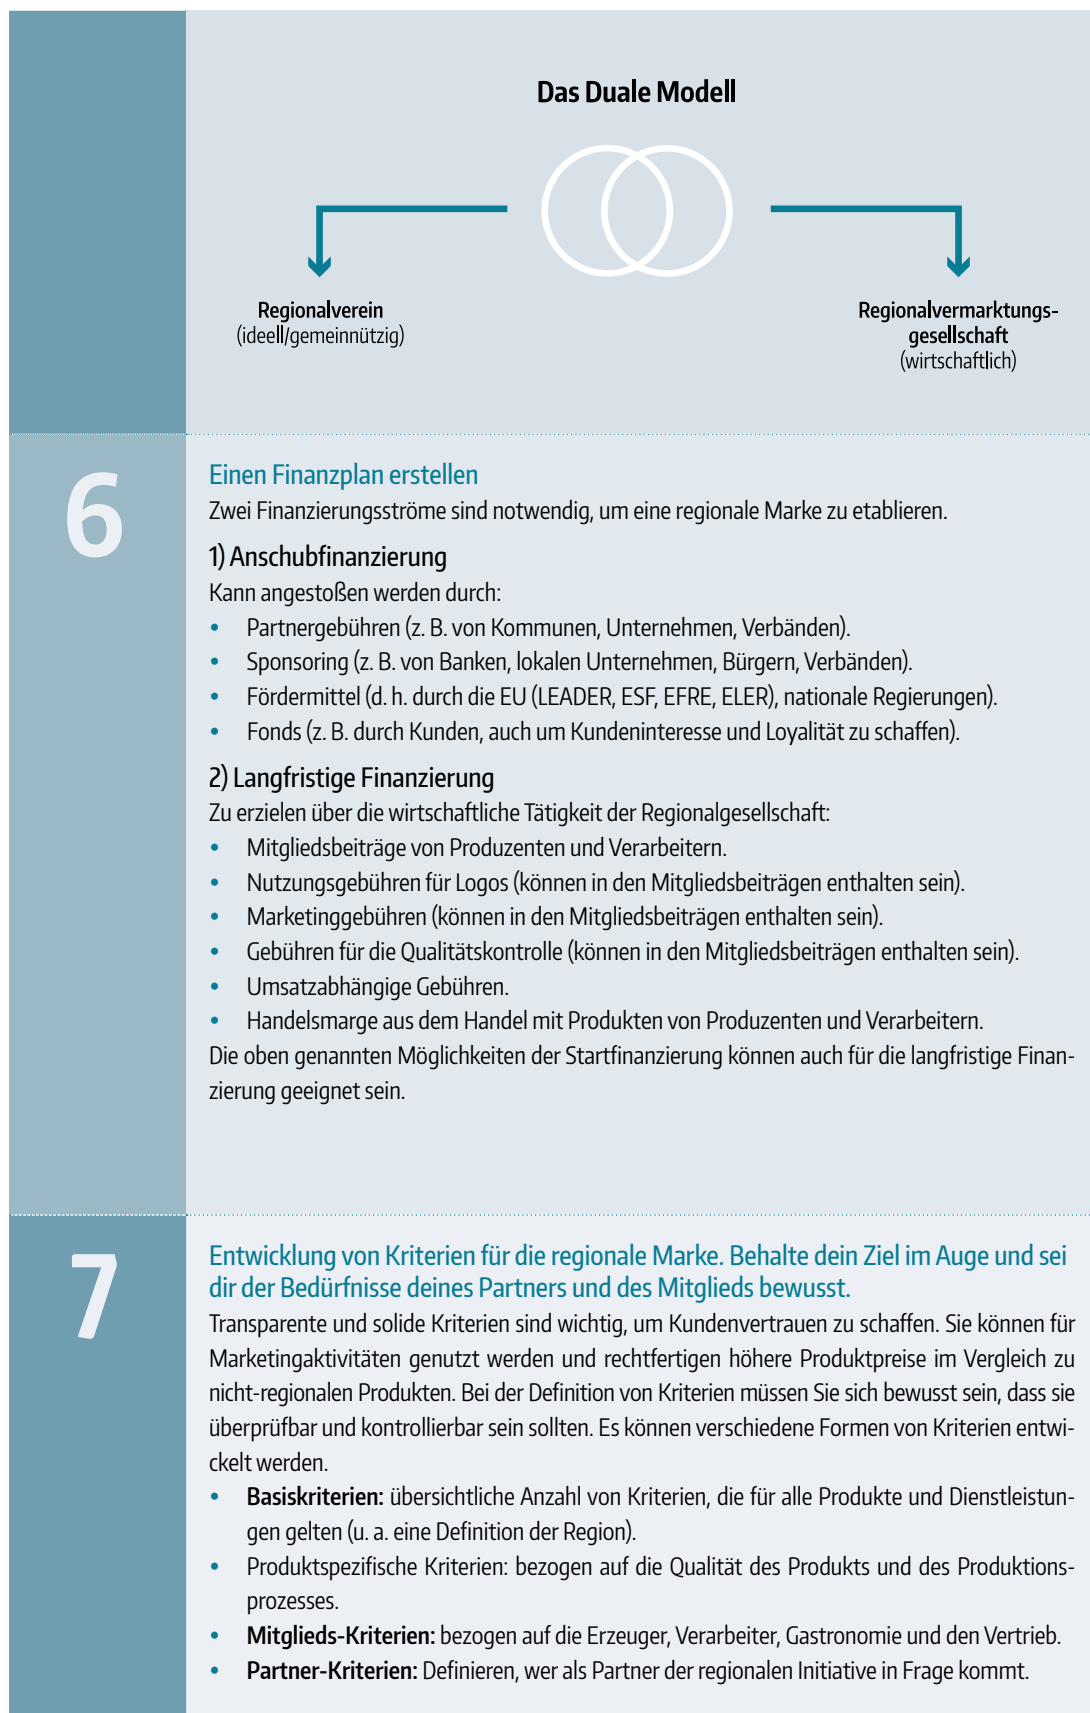 Das Duale Modell
Regionalverein
(ideell/gemeinnützig)
Regionalvermarktungs-
gesellschaft
(wirtschaftlich)
6
Einen Finanzplan erstellen
Zwei Finanzierungsströme sind notwendig, um eine regionale Marke zu etablieren.
1) Anschubfinanzierung
Kann angestoßen werden durch:
• Partnergebühren (z. B. von Kommunen, Unternehmen, Verbänden).
• Sponsoring (z. B. von Banken, lokalen Unternehmen, Bürgern, Verbänden).
• Fördermittel (d. h. durch die EU (LEADER, ESF, EFRE, ELER), nationale Regierungen).
• Fonds (z. B. durch Kunden, auch um Kundeninteresse und Loyalität zu schaffen).
2) Langfristige Finanzierung
Zu erzielen über die wirtschaftliche Tätigkeit der Regionalgesellschaft:
• Mitgliedsbeiträge von Produzenten und Verarbeitern.
• Nutzungsgebühren für Logos (können in den Mitgliedsbeiträgen enthalten sein).
• Marketinggebühren (können in den Mitgliedsbeiträgen enthalten sein).
• Gebühren für die Qualitätskontrolle (können in den Mitgliedsbeiträgen enthalten sein).
• Umsatzabhängige Gebühren.
• Handelsmarge aus dem Handel mit Produkten von Produzenten und Verarbeitern.
Die oben genannten Möglichkeiten der Startfinanzierung können auch für die langfristige Finan-
zierung geeignet sein.
7
Entwicklung von Kriterien für die regionale Marke. Behalte dein Ziel im Auge und sei
dir der Bedürfnisse deines Partners und des Mitglieds bewusst.
Transparente und solide Kriterien sind wichtig, um Kundenvertrauen zu schaffen. Sie können für
Marketingaktivitäten genutzt werden und rechtfertigen höhere Produktpreise im Vergleich zu
nicht-regionalen Produkten. Bei der Definition von Kriterien müssen Sie sich bewusst sein, dass sie
überprüfbar und kontrollierbar sein sollten. Es können verschiedene Formen von Kriterien entwi-
ckelt werden.
• Basiskriterien: übersichtliche Anzahl von Kriterien, die für alle Produkte und Dienstleistun-
gen gelten (u. a. eine Definition der Region).
• Produktspezifische Kriterien: bezogen auf die Qualität des Produkts und des Produktions-
prozesses.
• Mitglieds-Kriterien: bezogen auf die Erzeuger, Verarbeiter, Gastronomie und den Vertrieb.
• Partner-Kriterien: Definieren, wer als Partner der regionalen Initiative in Frage kommt.